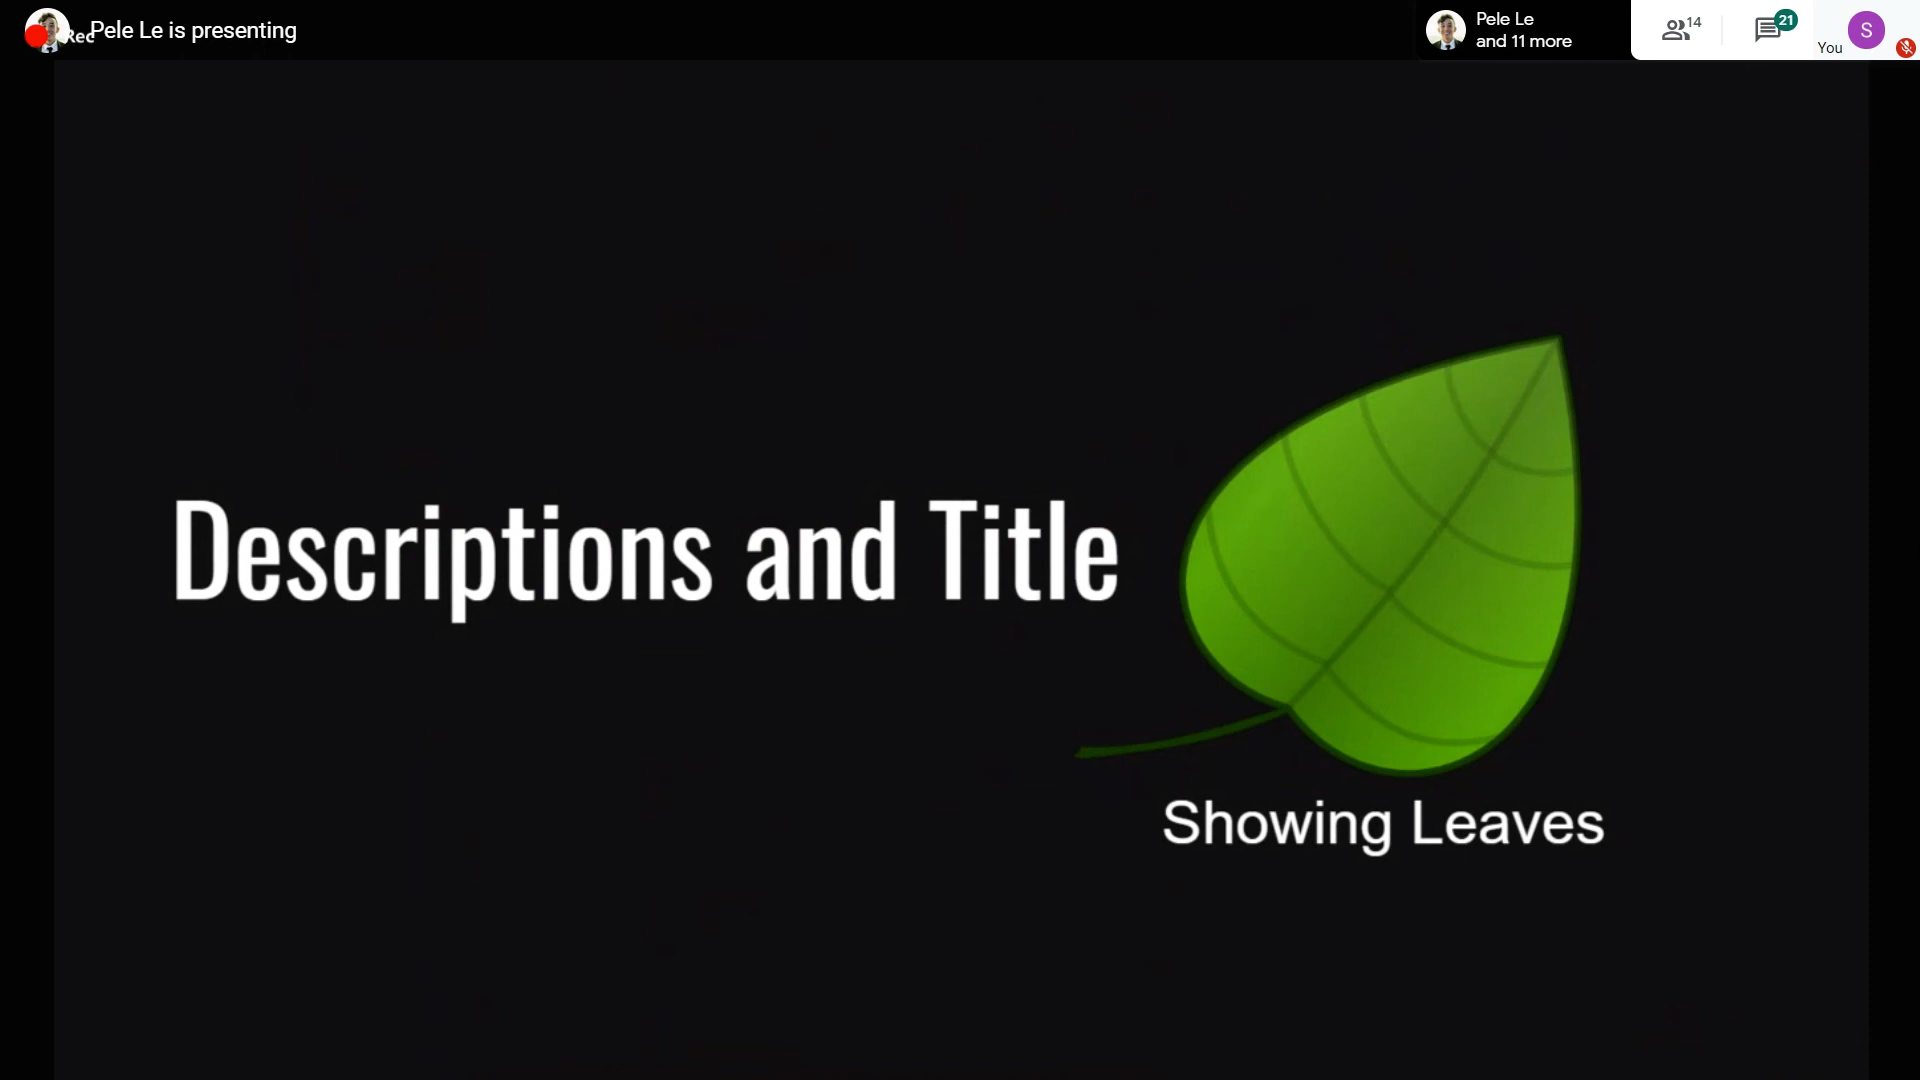 Rec
Pele Le is presenting
Pele Le
and 11 more
14
21
You
S
Descriptions and Title
Showing Leaves